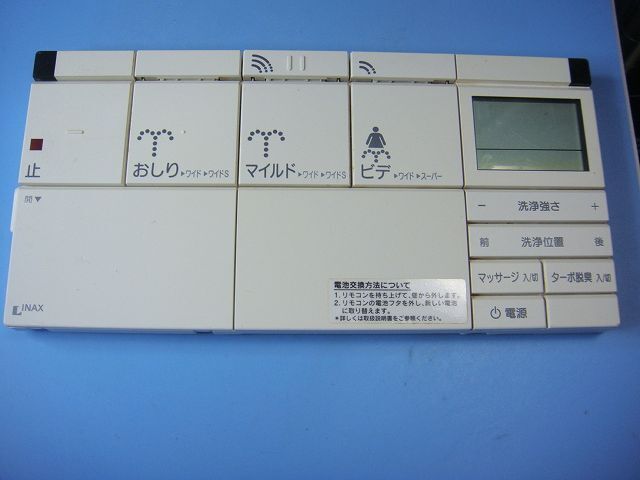 止
おしり▶ワイド▶ワイドS
マイルド▶ワイド▶ワイドS
ビデ▶ワイド▶スーパー
− 洗浄強さ +
前 洗浄位置 後
マッサージ 入/切
ターボ脱臭 入/切
電源
開▼
INAX
電池交換方法について
1. リモコンを持ち上げて、壁から外します。
2. リモコンの電池フタを外し、新しい電池
に取り替えます。
*詳しくは取扱説明書をご参照ください。